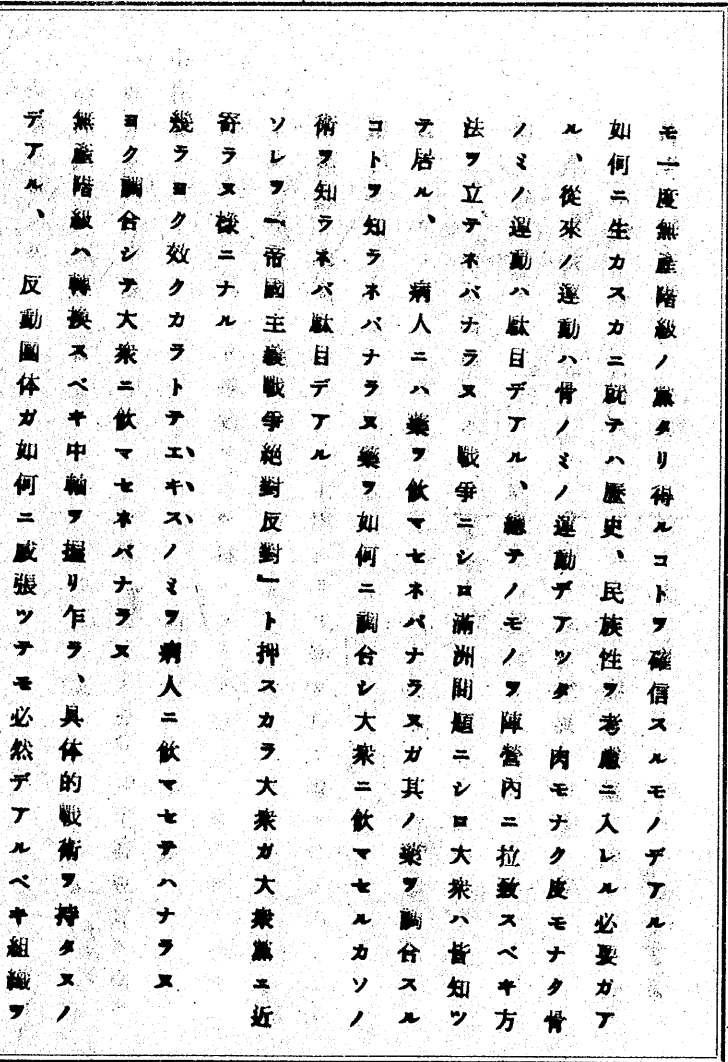 モ一度無產階級ノ黨タリ得ルコトヲ確信スルモノデアル
如何ニ生カスカニ就テハ歷史、民族性ヲ考慮ニ入レル必要ガア
ル、從來ノ運動ハ骨ノミノ運動デアツタ 肉モナク皮モナク骨
ノミノ運動ハ駄目デアル、總テノモノヲ陣營內ニ拉致スベキ方
法ヲ立テネバナラヌ 戰爭ニシロ滿洲問題ニシロ大衆ハ皆知ツ
テ居ル、 病人ニハ藥ヲ飮マセネバナラヌガ其ノ藥ヲ調合スル
コトヲ知ラネバナラヌ藥ヲ如何ニ調合シ大衆ニ飮マセルカソノ
術ヲ知ラネバ駄目デアル
ソレヲ「帝國主義戰爭絕對反對」ト押スカラ大衆ガ大衆黨ニ近
寄ラヌ樣ニナル
幾ラヨク效クカラトテエ、キ、ス、ノミヲ病人ニ飮マセテハナラヌ
ヨク調合シテ大衆ニ飮マセネバナラヌ
無產階級ハ轉換スベキ中軸ヲ握リ乍ラ、具体的戰術ヲ持タヌノ
デアル、 反動團体ガ如何ニ威張ツテモ必然デアルベキ組織ヲ